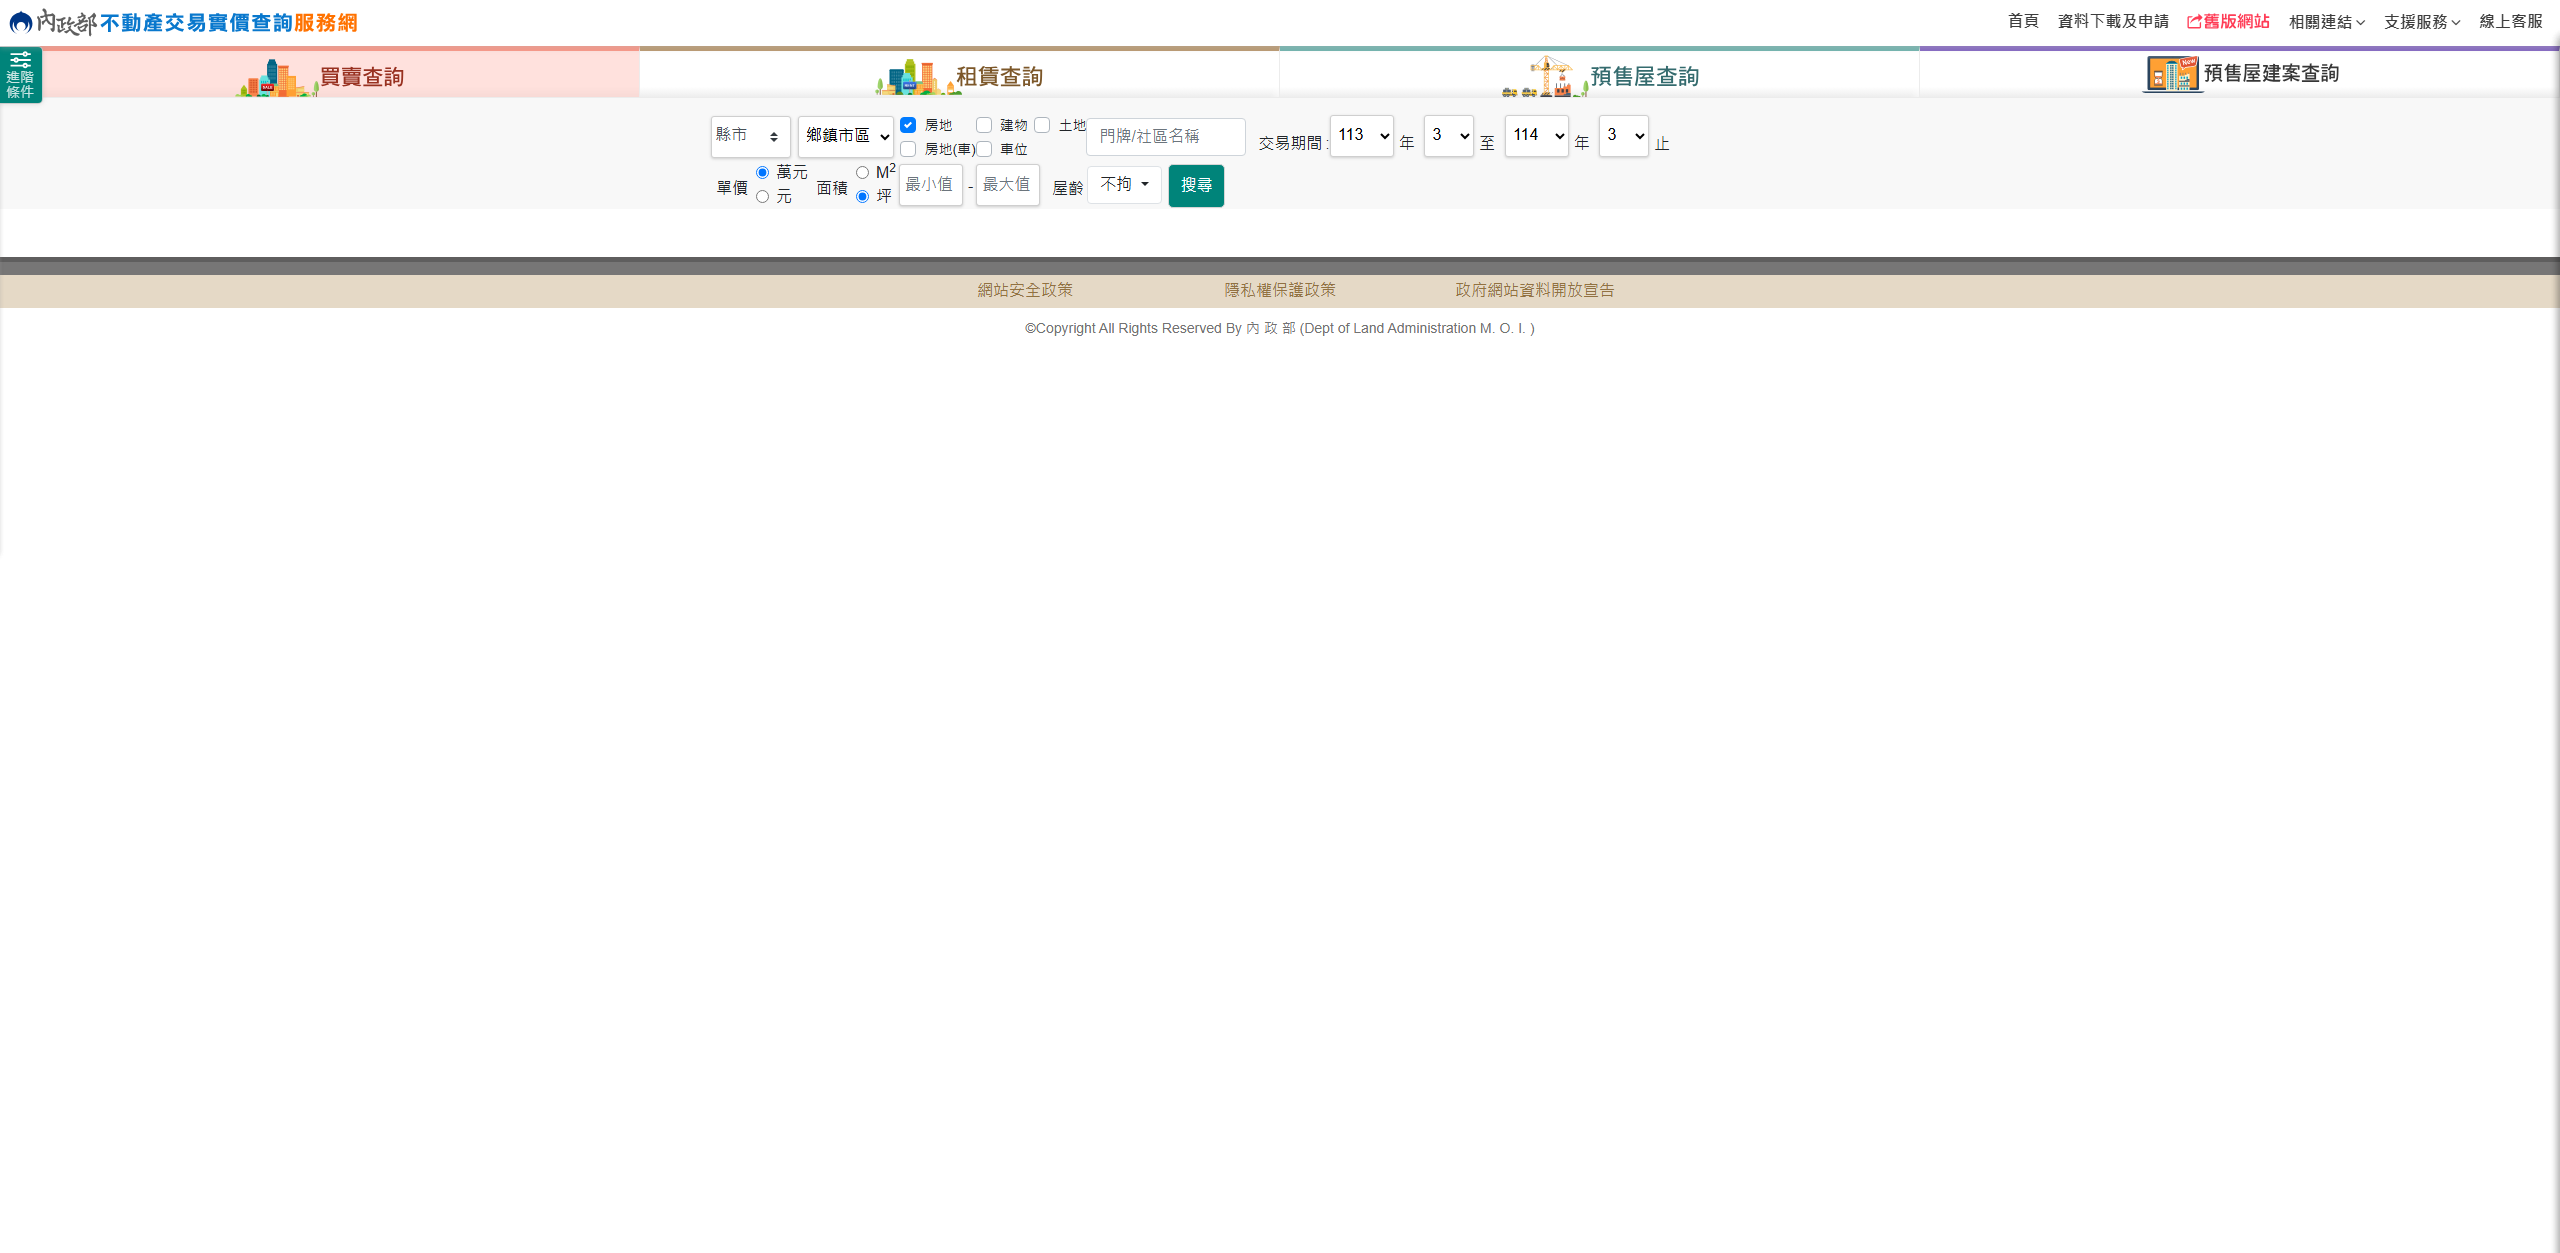 內政部不動產交易實價查詢服務網
首頁 資料下載及申請 舊版網站 相關連結 支援服務 線上客服
進階
條件
買賣查詢 租賃查詢 預售屋查詢 預售屋建案查詢
縣市 鄉鎮市區 房地 建物 土地 門牌/社區名稱 交易期間 : 113 年 3 至 114 年 3 止
房地(車) 車位
單價 萬元 面積 M2 最小值 - 最大值 屋齡 不拘 搜尋
元 坪
網站安全政策 隱私權保護政策 政府網站資料開放宣告
©Copyright All Rights Reserved By 內 政 部 (Dept of Land Administration M. O. I. )